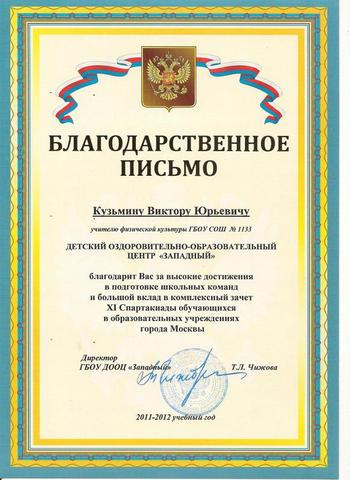 БЛАГОДАРСТВЕННОЕ
ПИСЬМО
Кузьмину Виктору Юрьевичу
учителю физической культуры ГБОУ СОШ № 1133
ДЕТСКИЙ ОЗДОРОВИТЕЛЬНО-ОБРАЗОВАТЕЛЬНЫЙ
ЦЕНТР «ЗАПАДНЫЙ»
благодарит Вас за высокие достижения
в подготовке школьных команд
и большой вклад в комплексный зачет
XI Спартакиады обучающихся
в образовательных учреждениях
города Москвы
Директор
ГБОУ ДООЦ «Западный» Т.Л. Чижова
2011-2012 учебный год